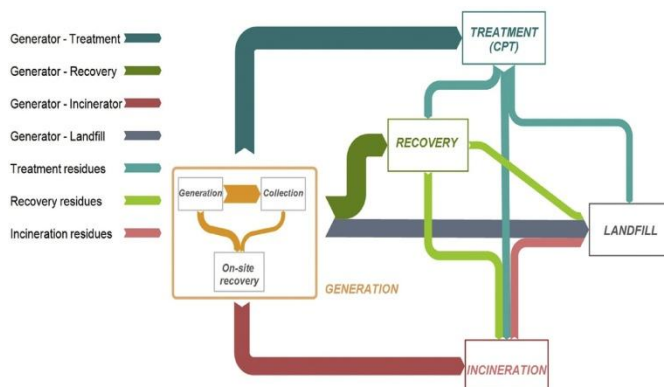 Generator - Treatment
Generator - Recovery
Generator - Incinerator
Generator - Landfill
Treatment residues
Recovery residues
Incineration residues
TREATMENT
(CPT)
RECOVERY
Generation
Collection
On-site
recovery
GENERATION
LANDFILL
INCINERATION